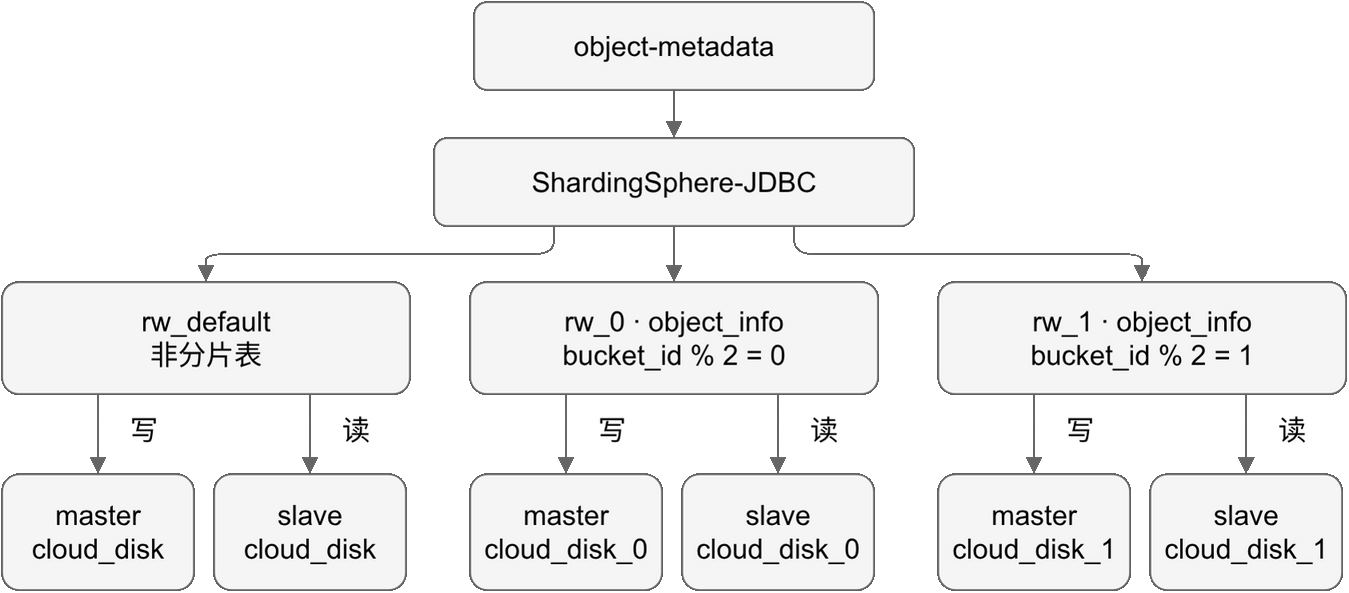 object-metadata
ShardingSphere-JDBC
rw_default
非分片表
rw_0 · object_info
bucket_id % 2 = 0
rw_1 · object_info
bucket_id % 2 = 1
写
读
写
读
写
读
master
cloud_disk
slave
cloud_disk
master
cloud_disk_0
slave
cloud_disk_0
master
cloud_disk_1
slave
cloud_disk_1